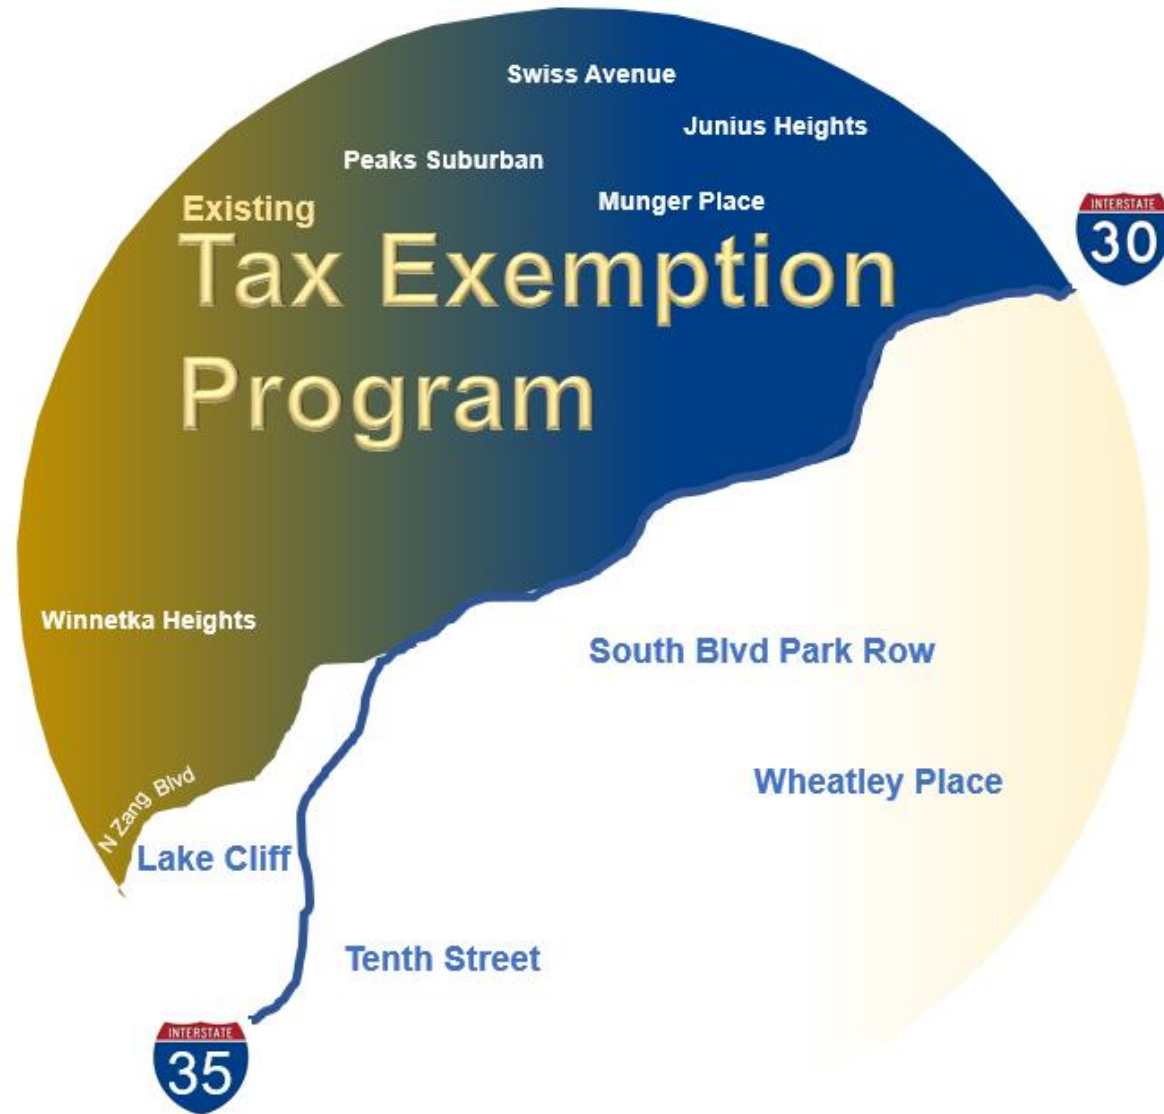 Swiss Avenue
Junius Heights
Peaks Suburban
Munger Place
Existing
Tax Exemption
Program
INTERSTATE
30
Winnetka Heights
South Blvd Park Row
N Zang Blvd
Wheatley Place
Lake Cliff
Tenth Street
INTERSTATE
35